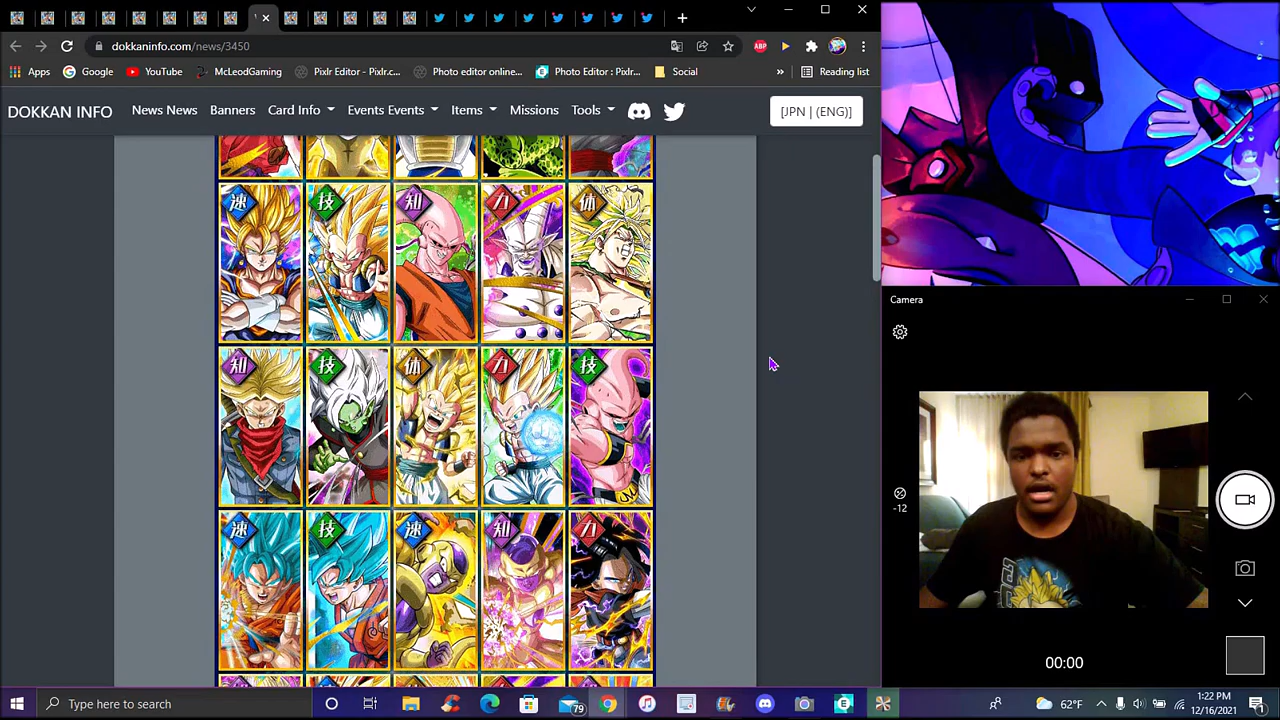 dokkaninfo.com/news/3450
ABP
Apps Google YouTube McLeodGaming Pixlr Editor - Pixlr.c... Photo editor online... Photo Editor : Pixlr... Social » Reading list
DOKKAN INFO News News Banners Card Info Events Events Items Missions Tools [JPN | (ENG)]
速 技 知 力 体
知 技 体 力 技
速 技 速 知 力
Camera
-12
00:00
Type here to search
79
62°F
1:22 PM
12/16/2021